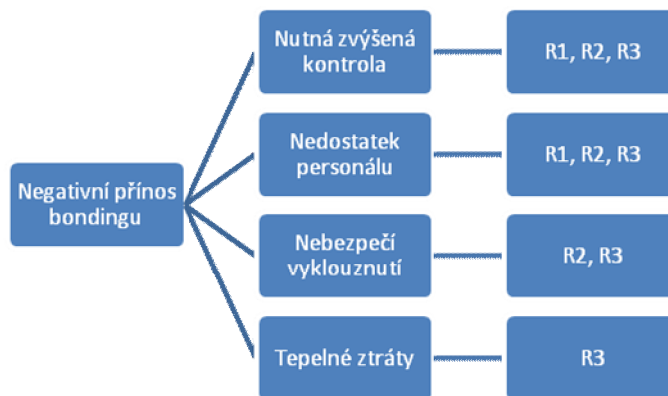 Nutná zvýšená
kontrola
R1, R2, R3
Nedostatek
personálu
R1, R2, R3
Negativní přínos
bondingu
Nebezpečí
vyklouznutí
R2, R3
Tepelné ztráty
R3